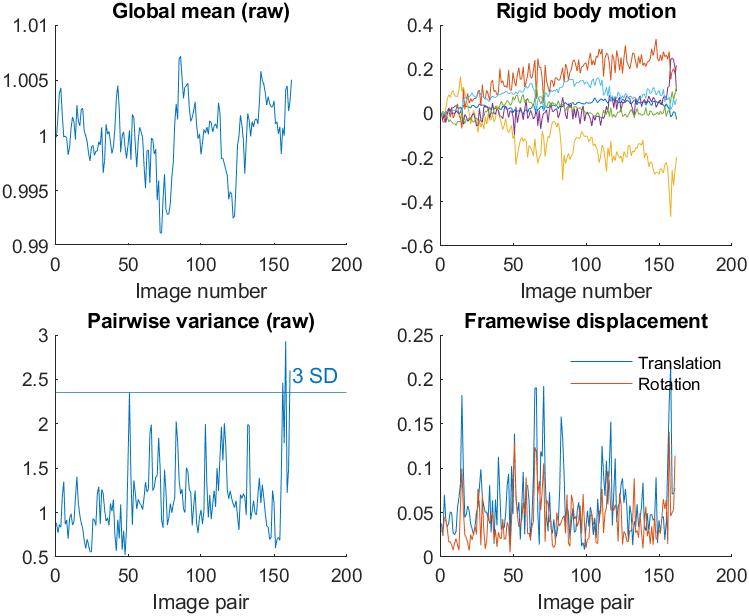 Global mean (raw)
1.01
1.005
1
0.995
0.99
0 50 100 150 200
Image number
Rigid body motion
0.4
0.2
0
-0.2
-0.4
-0.6
0 50 100 150 200
Image number
Pairwise variance (raw)
3
2.5
2
1.5
1
0.5
3 SD
0 50 100 150 200
Image pair
Framewise displacement
0.25
0.2
0.15
0.1
0.05
0
Translation
Rotation
0 50 100 150 200
Image pair